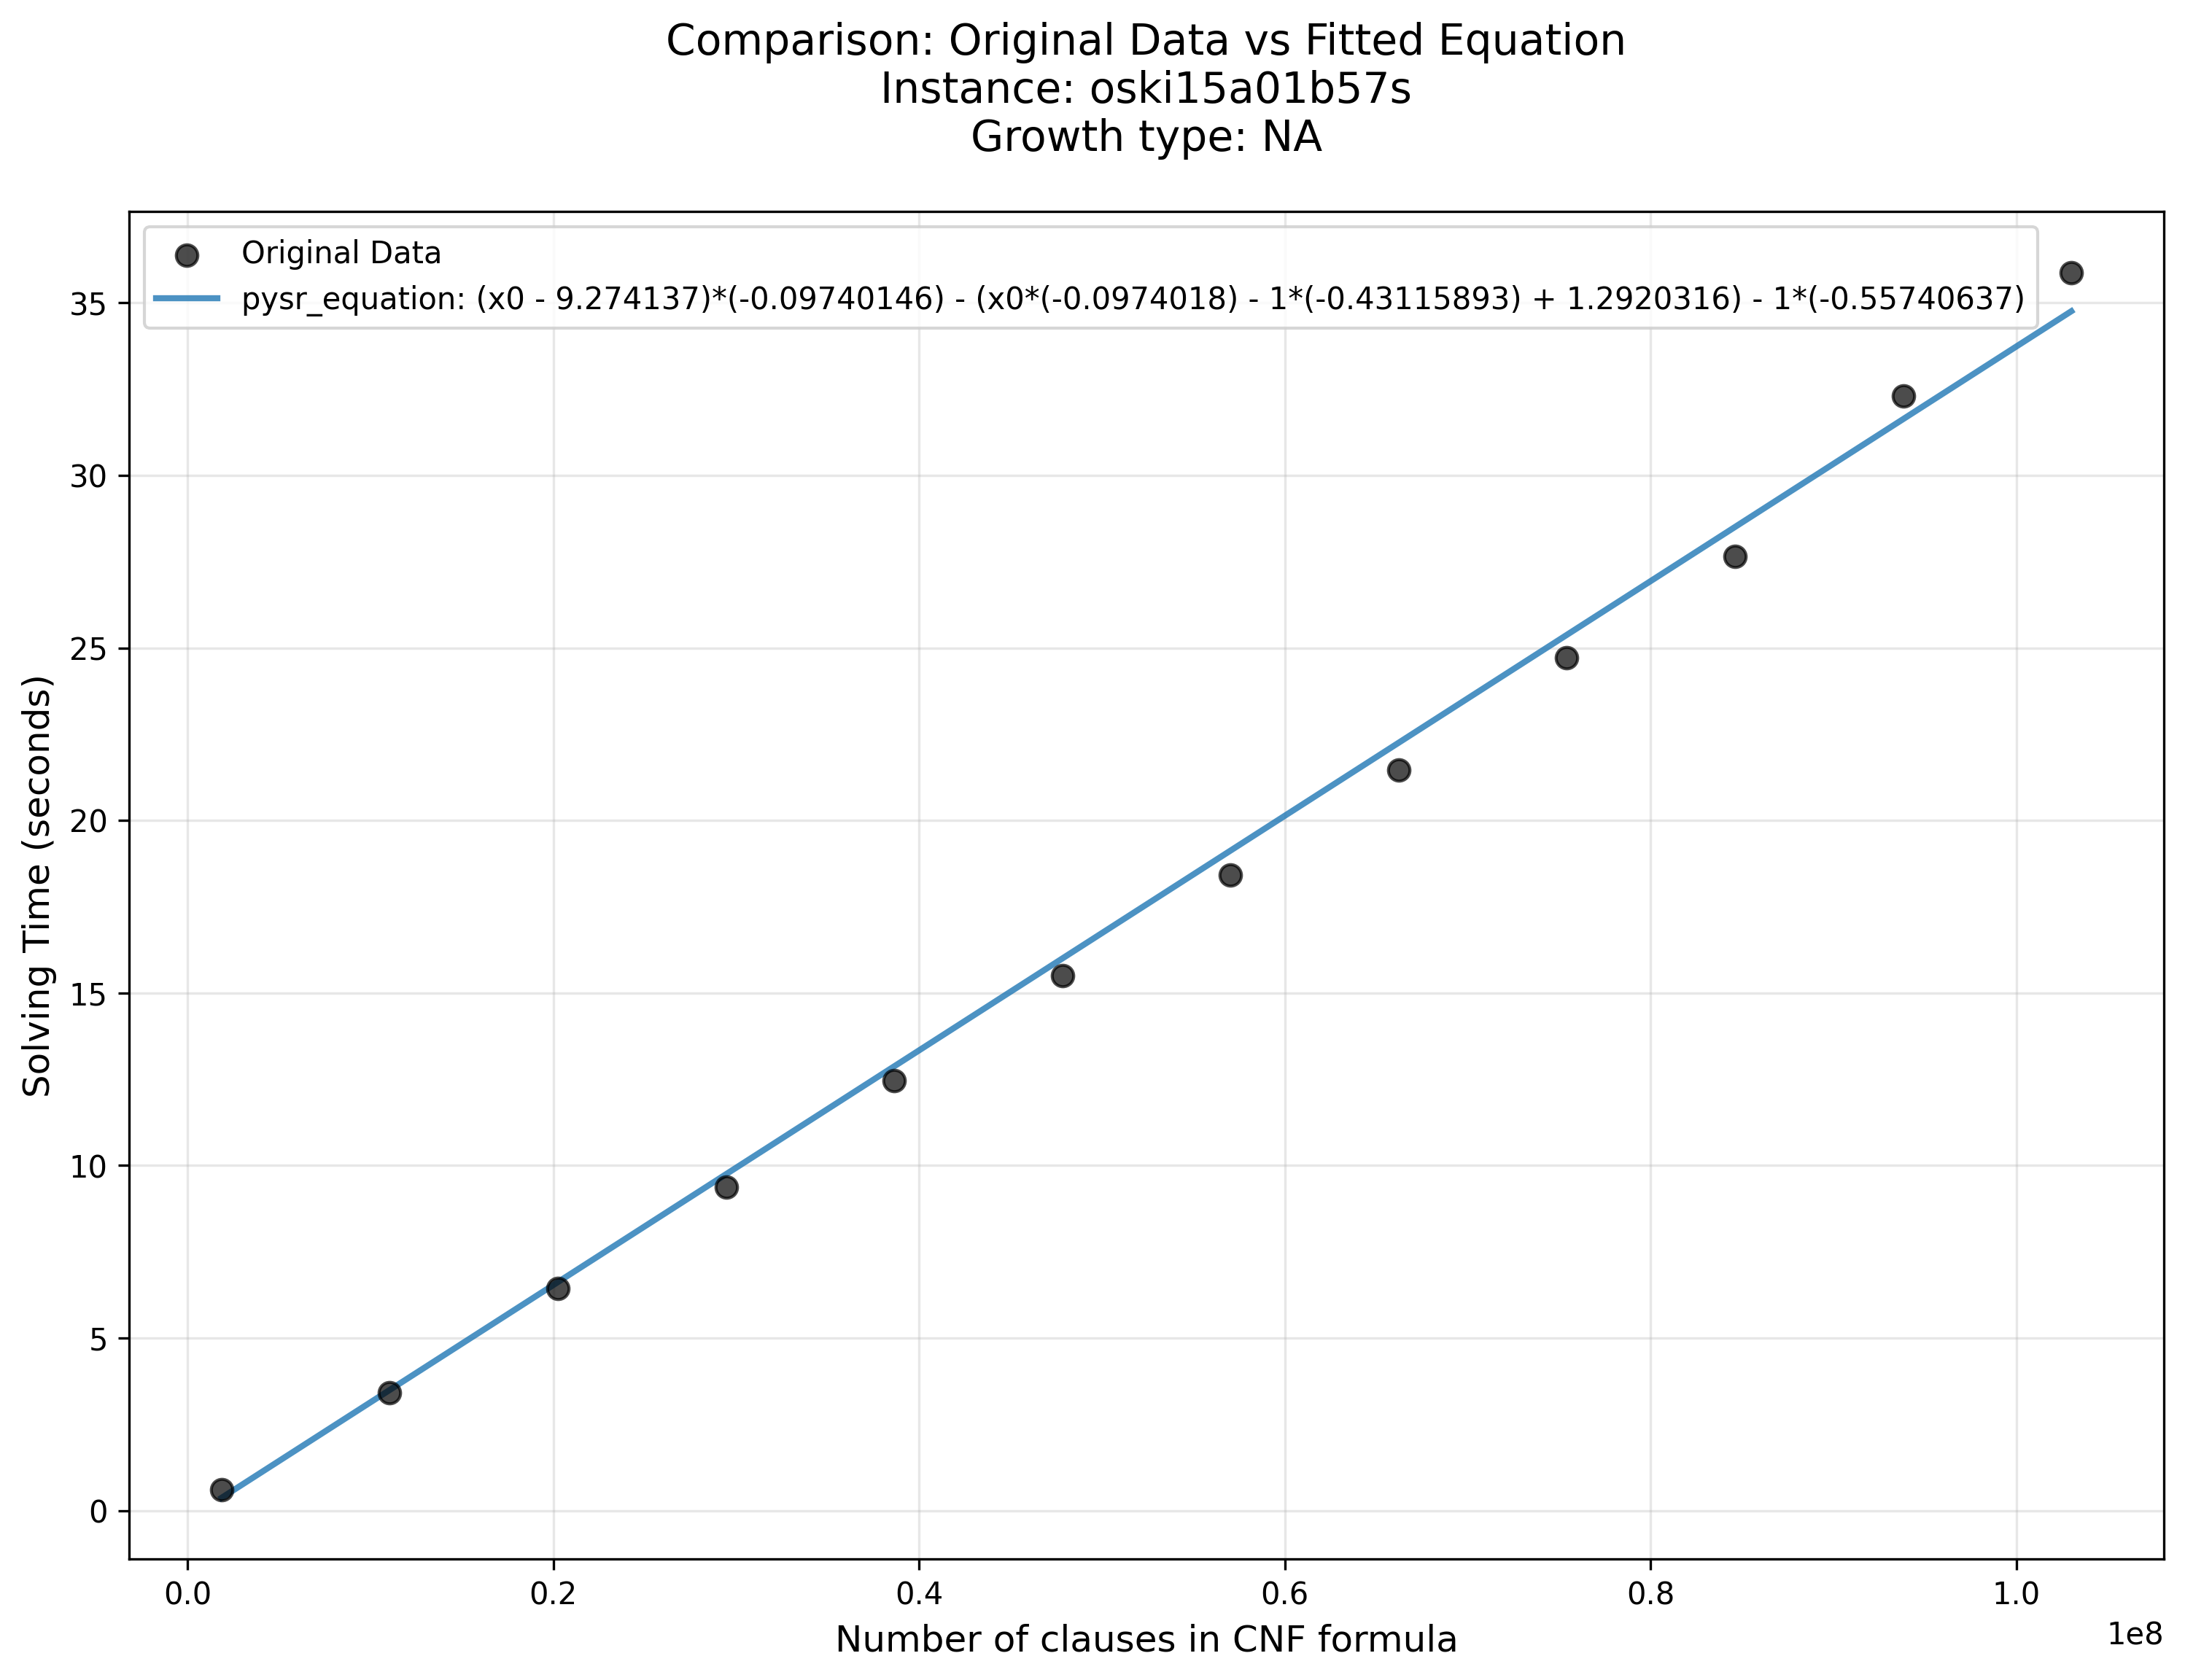 Comparison: Original Data vs Fitted Equation
Instance: oski15a01b57s
Growth type: NA
Original Data
pysr_equation: (x0 - 9.274137)*(-0.09740146) - (x0*(-0.0974018) - 1*(-0.43115893) + 1.2920316) - 1*(-0.55740637)
35
30
25
20
15
10
5
0
Solving Time (seconds)
0.0 0.2 0.4 0.6 0.8 1.0
1e8
Number of clauses in CNF formula